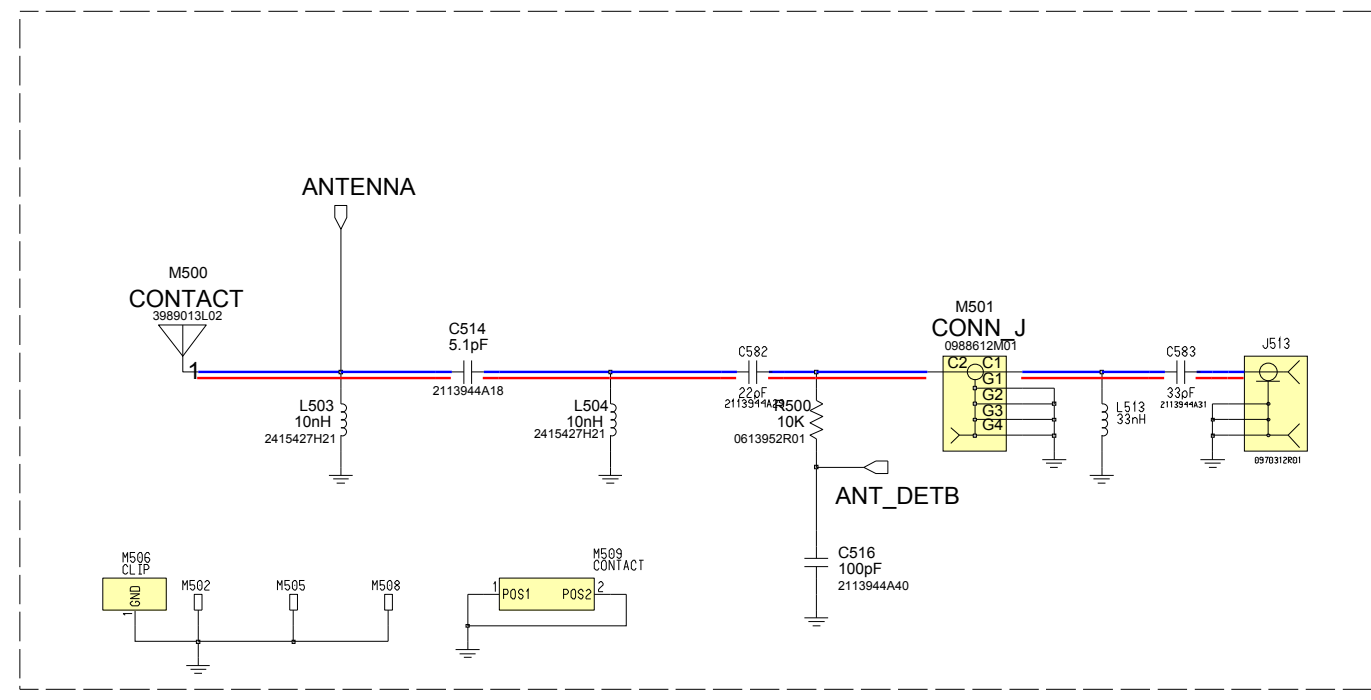 ANTENNA
M500
CONTACT
3989013L02
1
C514
5.1pF
2113944A18
L503
10nH
2415427H21
L504
10nH
2415427H21
C582
22pF
R500
10K
0613952R01
ANT_DETB
C516
100pF
2113944A40
M501
CONN_J
0988612M01
C2 C1
G1
G2
G3
G4
L513
33nH
C583
33pF
2113944A31
J513
0970312R01
M506
CLIP
GND
1
M502
M505
M508
M509
CONTACT
1 POS1 POS2 2